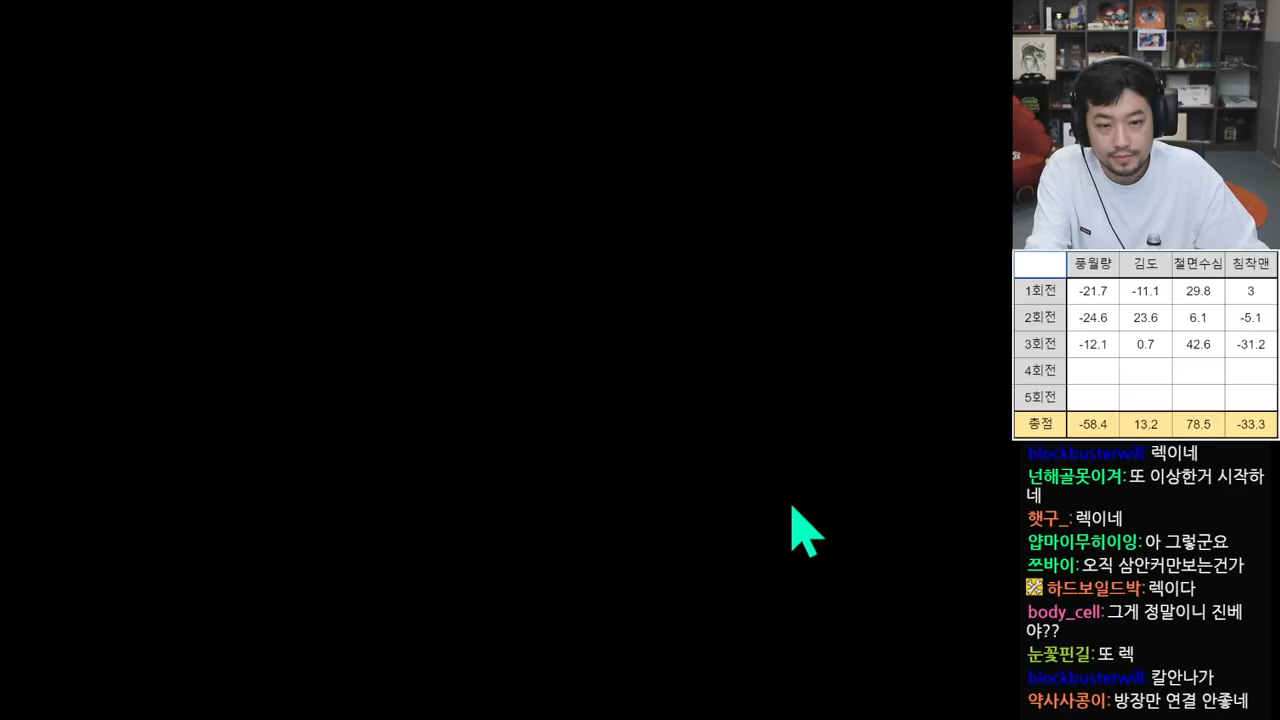 풍월량 김도 철면수심 침착맨
1회전 -21.7 -11.1 29.8 3
2회전 -24.6 23.6 6.1 -5.1
3회전 -12.1 0.7 42.6 -31.2
4회전
5회전
총점 -58.4 13.2 78.5 -33.3
blockbusterwill: 렉이네
넌해골못이겨: 또 이상한거 시작하
네
햇구_: 렉이네
얍마이무히이잉: 아 그렇군요
쯔바이: 오직 삼안커만보는건가
하드보일드박: 렉이다
body_cell: 그게 정말이니 진베
야??
눈꽃핀길: 또 렉
blockbusterwill: 칼안나가
약사사콩이: 방장만 연결 안좋네